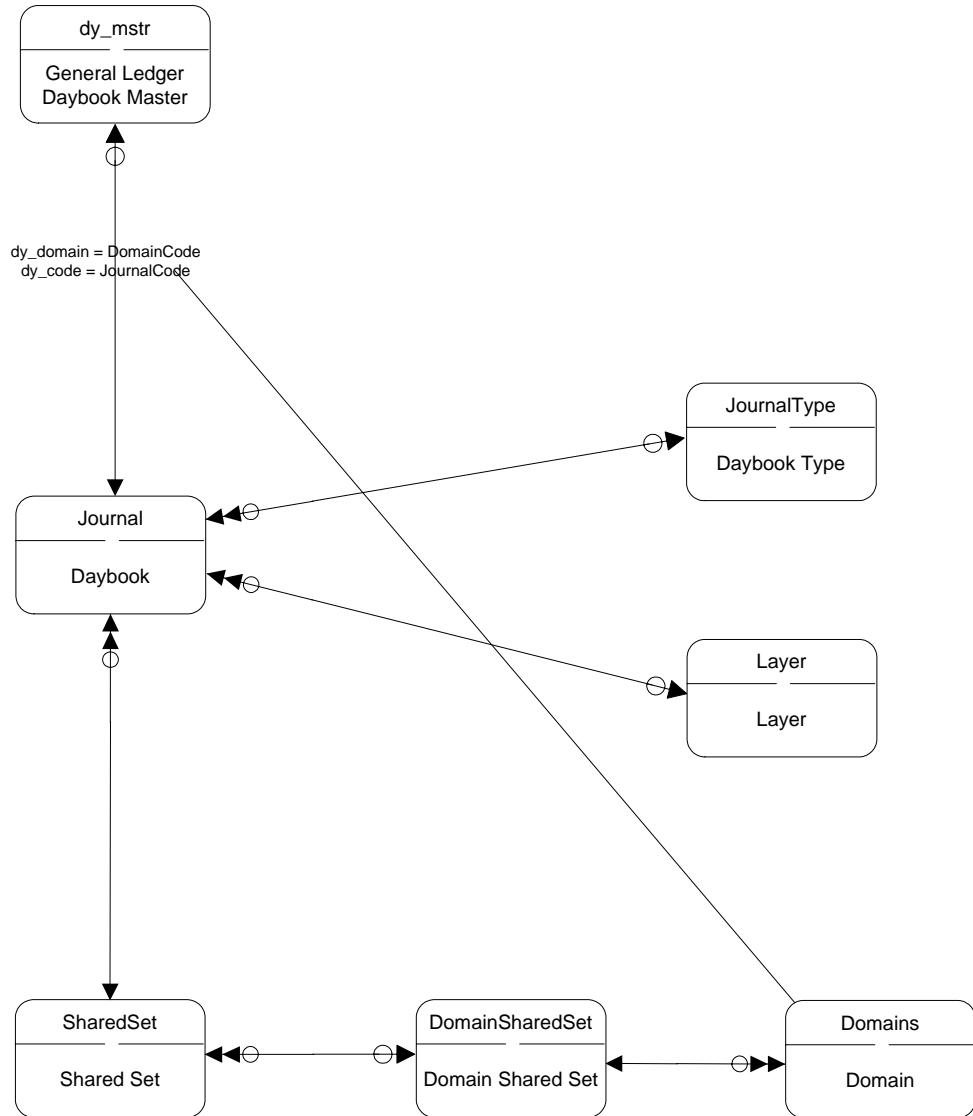 dy_mstr
General Ledger
Daybook Master
dy_domain = DomainCode
dy_code = JournalCode
JournalType
Daybook Type
Journal
Daybook
Layer
Layer
SharedSet
Shared Set
DomainSharedSet
Domain Shared Set
Domains
Domain